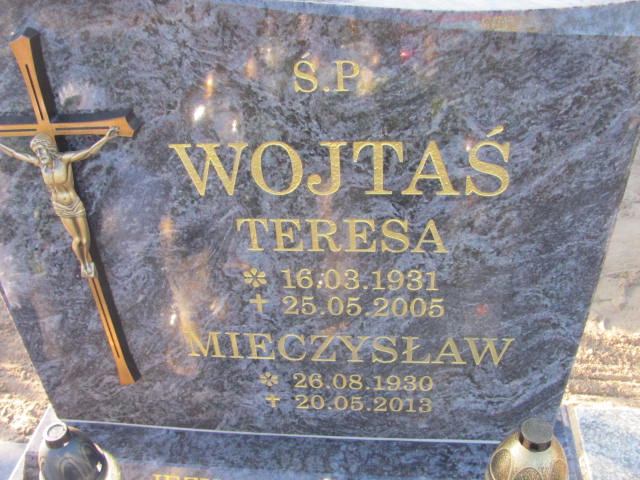 Ś.P.
WOJTAŚ
TERESA
✲ 16.03.1931
✝ 25.05.2005
MIECZYSŁAW
✲ 26.08.1930
✝ 20.05.2013